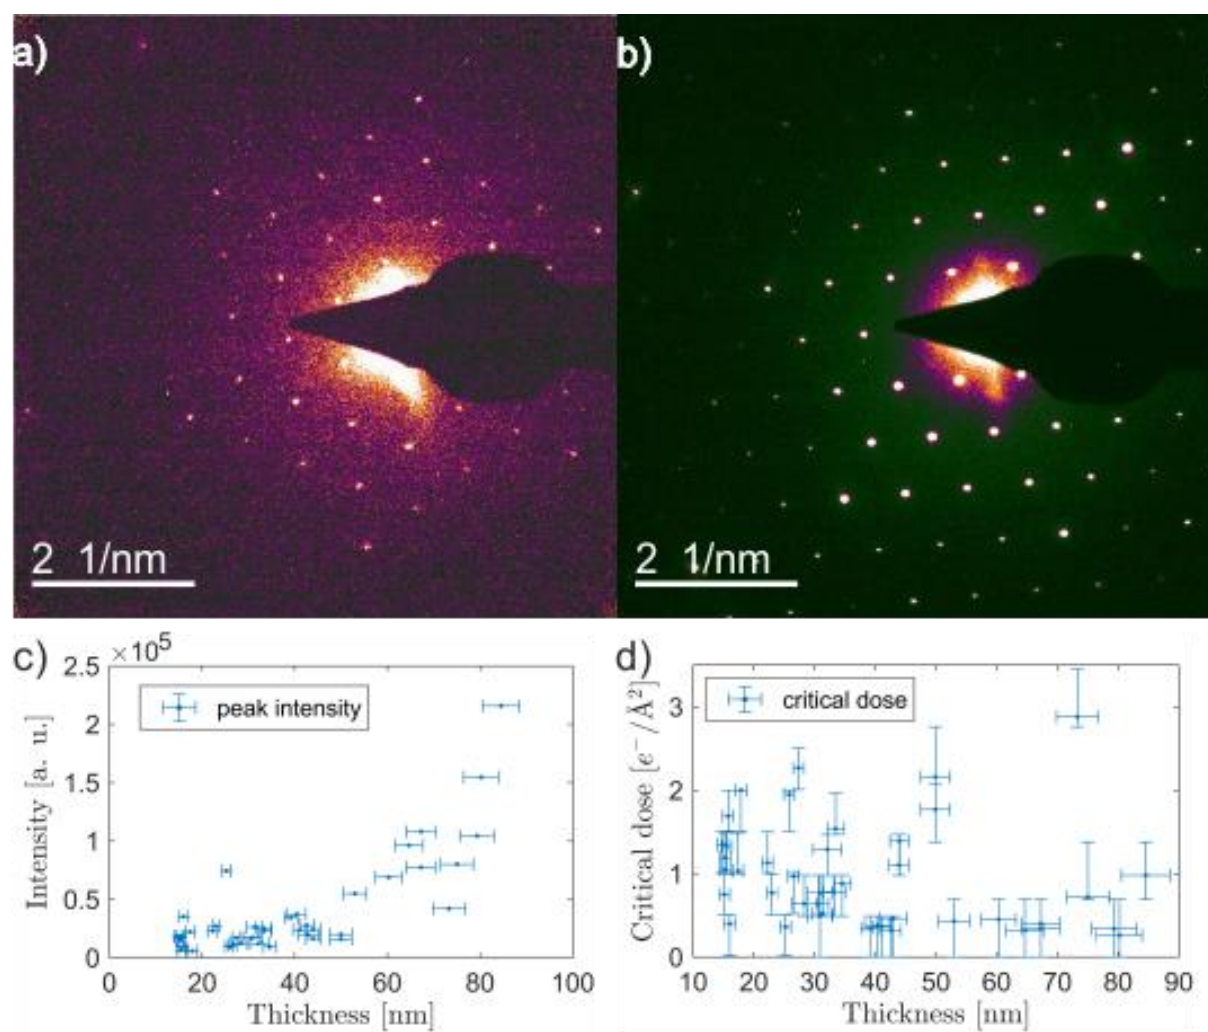 a)
b)
2 1/nm
2 1/nm
c)
×10⁵
2.5
2
1.5
1
0.5
0
Intensity [a. u.]
peak intensity
0
20
40
60
80
100
Thickness [nm]
d)
3
2
1
0
Critical dose [e⁻/Å²]
critical dose
10
20
30
40
50
60
70
80
90
Thickness [nm]